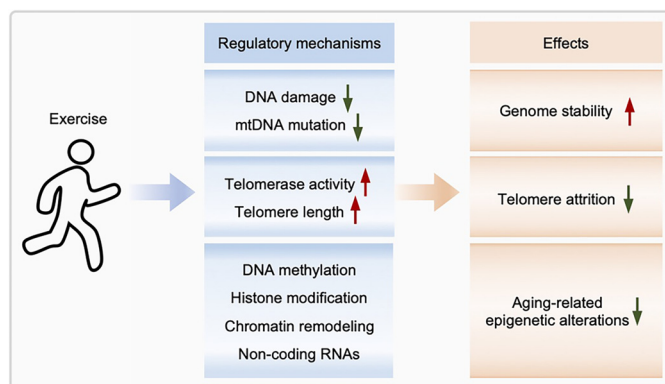 Regulatory mechanisms
Effects
Exercise
DNA damage
mtDNA mutation
Genome stability
Telomerase activity
Telomere length
Telomere attrition
DNA methylation
Histone modification
Chromatin remodeling
Non-coding RNAs
Aging-related
epigenetic alterations